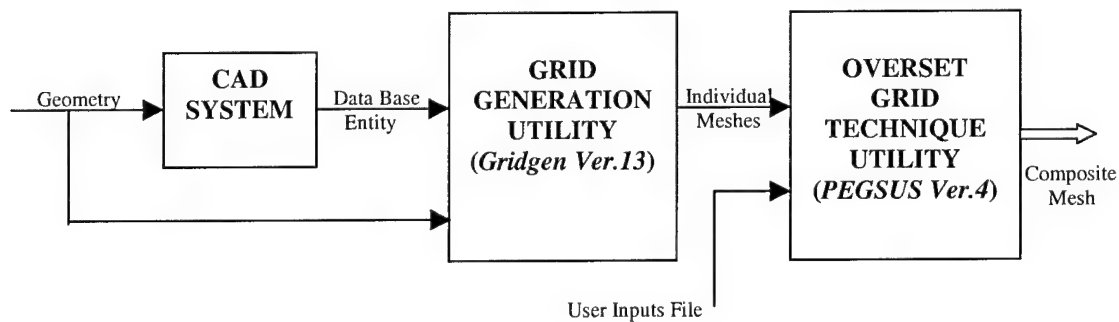 Geometry
CAD
SYSTEM
Data Base
Entity
GRID
GENERATION
UTILITY
(Gridgen Ver.13)
Individual
Meshes
OVERSET
GRID
TECHNIQUE
UTILITY
(PEGSUS Ver.4)
Composite
Mesh
User Inputs File